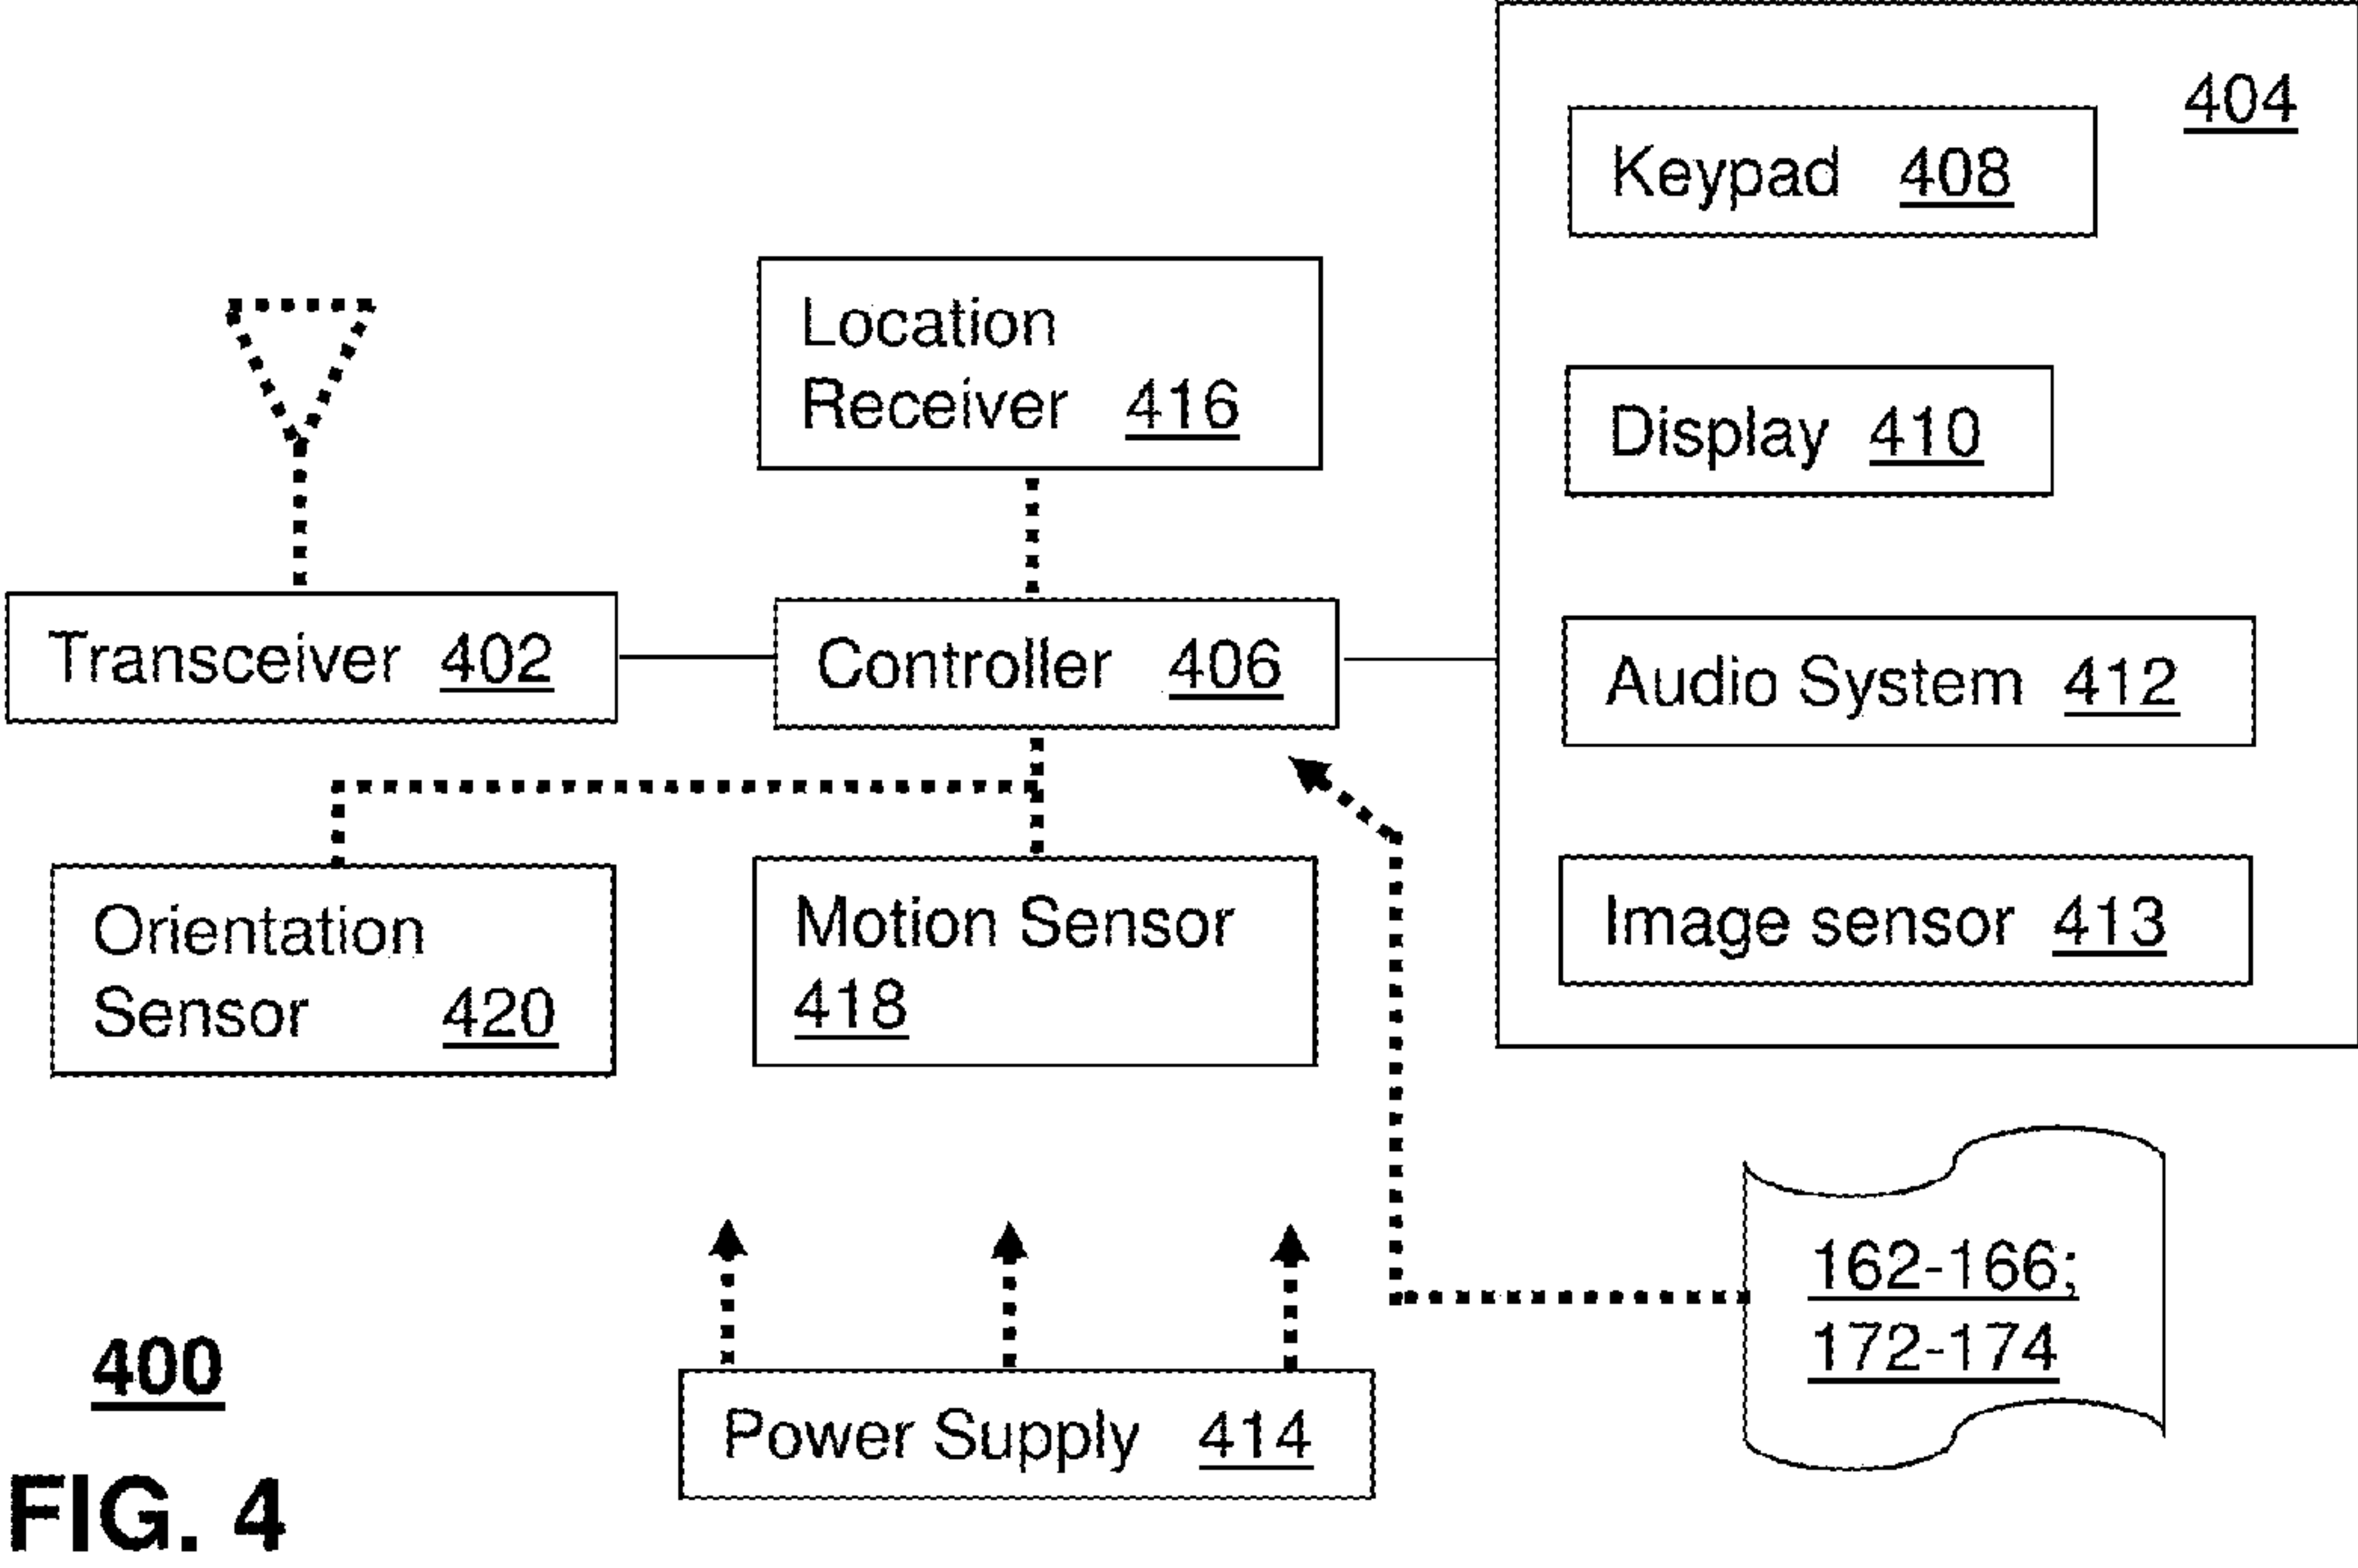 404
Keypad 408
Location
Receiver 416
Display 410
Transceiver 402
Controller 406
Audio System 412
Orientation
Sensor 420
Motion Sensor
418
Image sensor 413
162-166;
172-174
400
Power Supply 414
FIG. 4